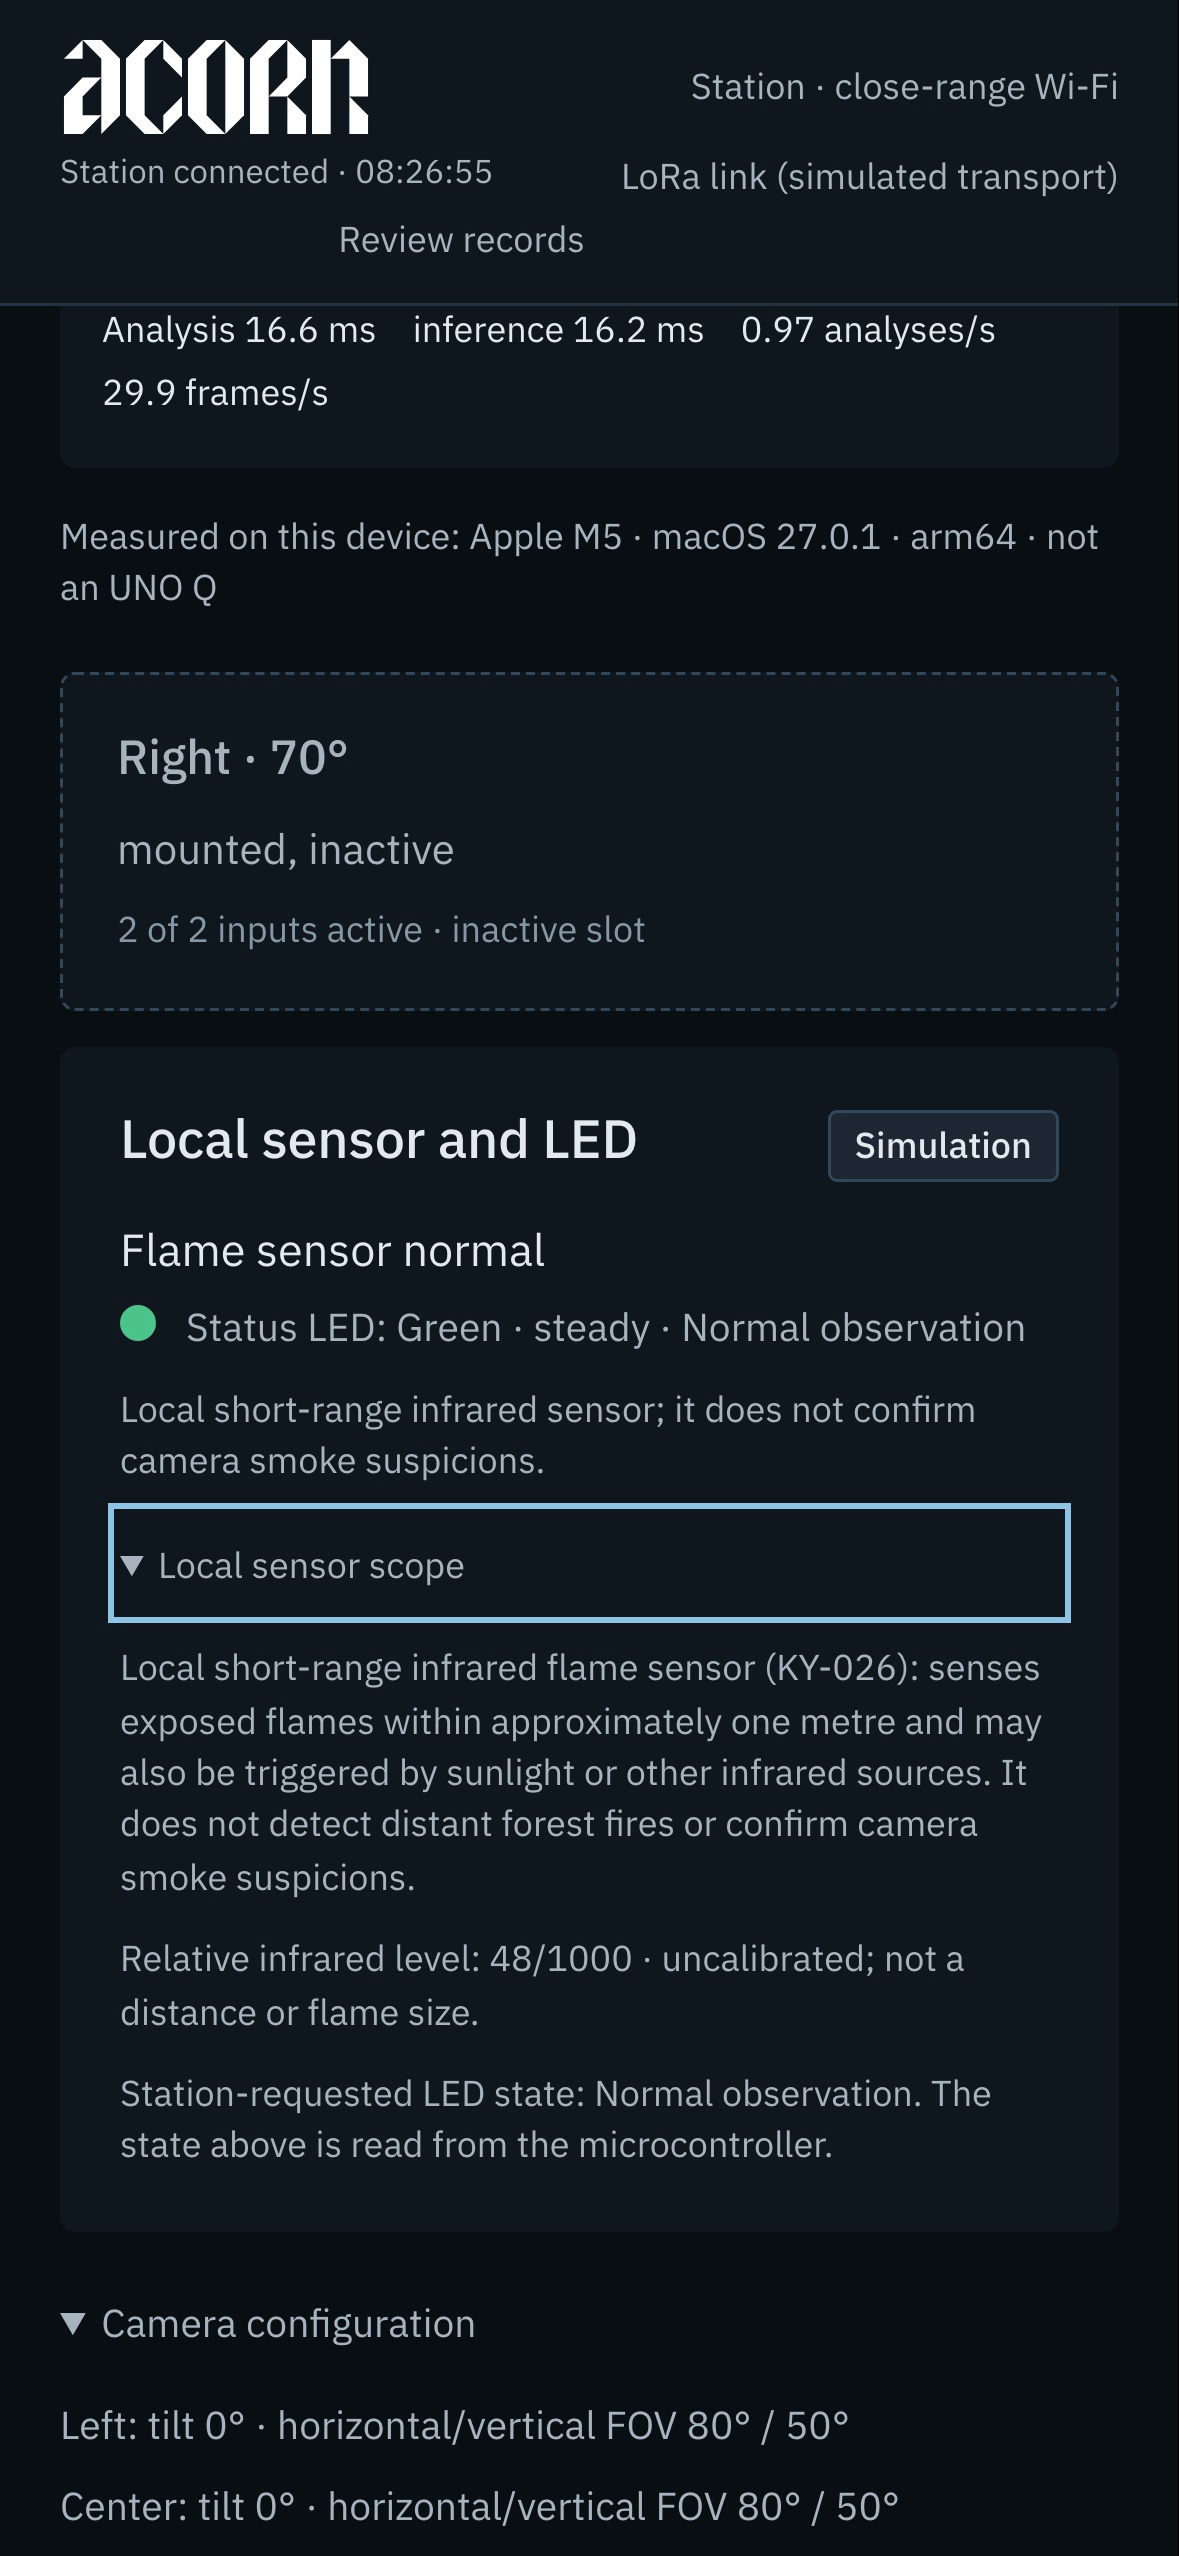 acorn
Station · close-range Wi-Fi
Station connected · 08:26:55
LoRa link (simulated transport)
Review records
Analysis 16.6 ms inference 16.2 ms 0.97 analyses/s
29.9 frames/s
Measured on this device: Apple M5 · macOS 27.0.1 · arm64 · not
an UNO Q
Right · 70°
mounted, inactive
2 of 2 inputs active · inactive slot
Local sensor and LED
Simulation
Flame sensor normal
Status LED: Green · steady · Normal observation
Local short-range infrared sensor; it does not confirm
camera smoke suspicions.
▼ Local sensor scope
Local short-range infrared flame sensor (KY-026): senses
exposed flames within approximately one metre and may
also be triggered by sunlight or other infrared sources. It
does not detect distant forest fires or confirm camera
smoke suspicions.
Relative infrared level: 48/1000 · uncalibrated; not a
distance or flame size.
Station-requested LED state: Normal observation. The
state above is read from the microcontroller.
▼ Camera configuration
Left: tilt 0° · horizontal/vertical FOV 80° / 50°
Center: tilt 0° · horizontal/vertical FOV 80° / 50°